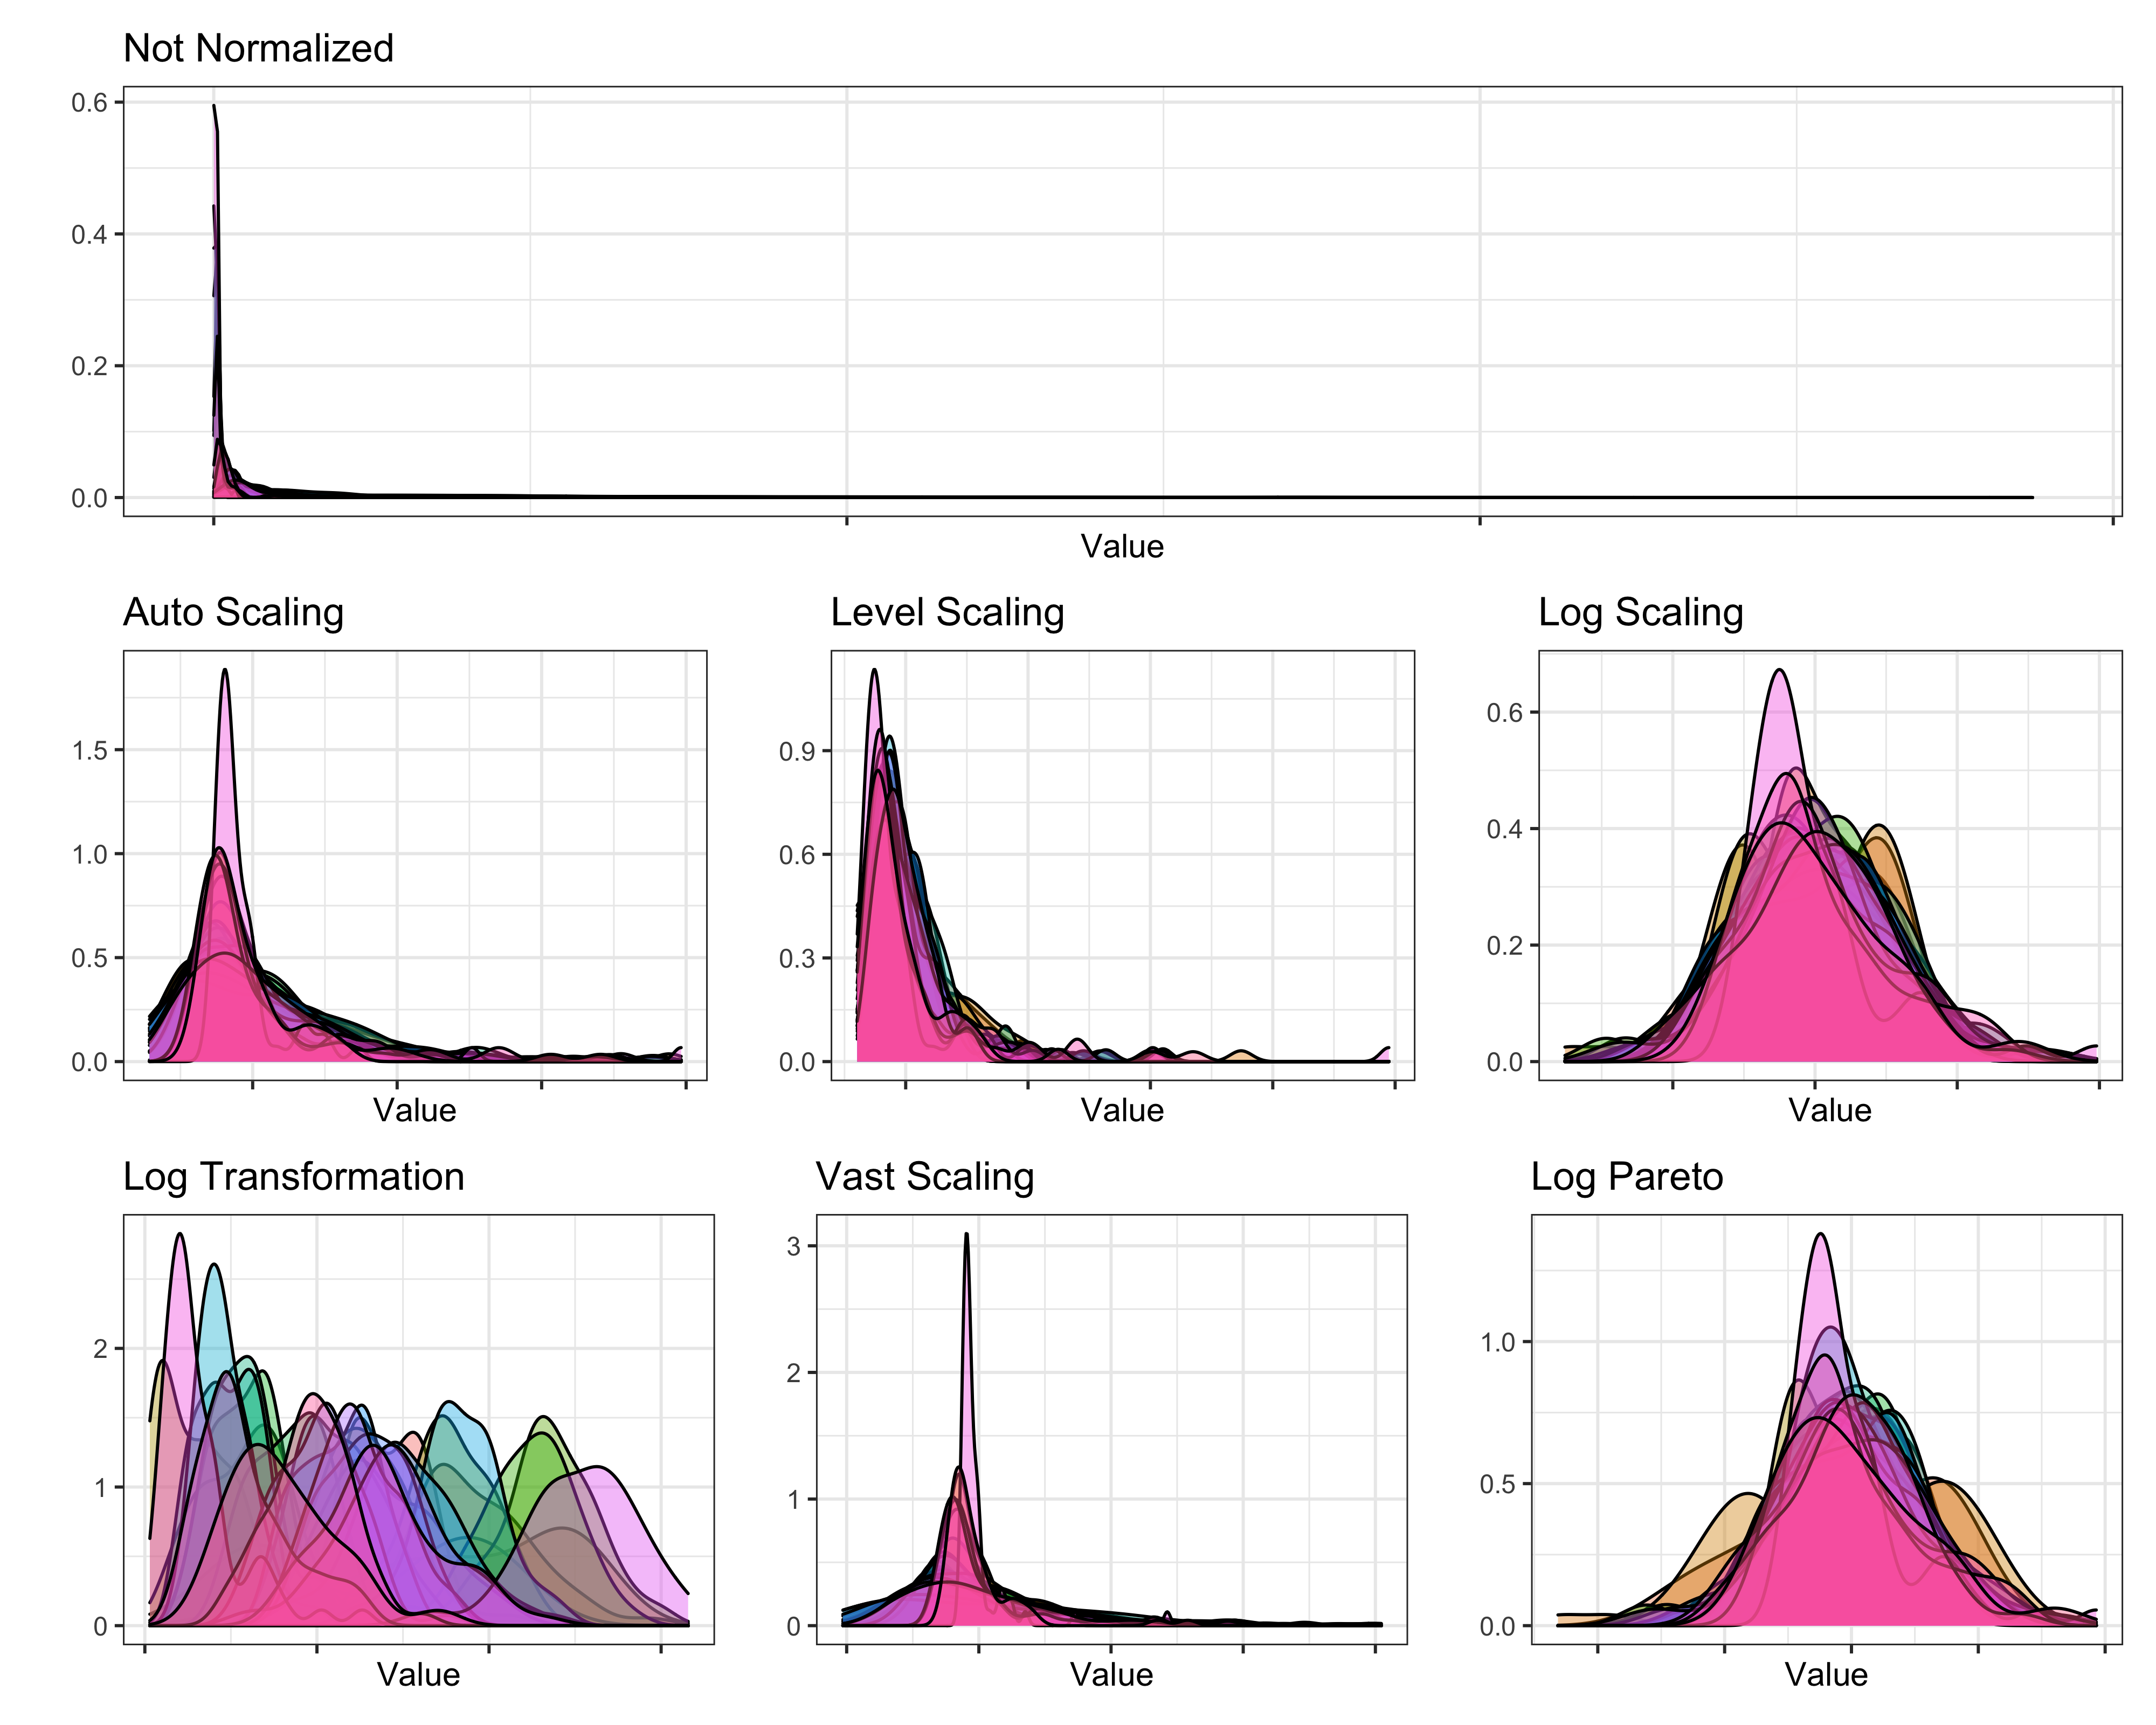 Not Normalized
0.6
0.4
0.2
0.0
Value
Auto Scaling
1.5
1.0
0.5
0.0
Value
Level Scaling
0.9
0.6
0.3
0.0
Value
Log Scaling
0.6
0.4
0.2
0.0
Value
Log Transformation
2
1
0
Value
Vast Scaling
3
2
1
0
Value
Log Pareto
1.0
0.5
0.0
Value